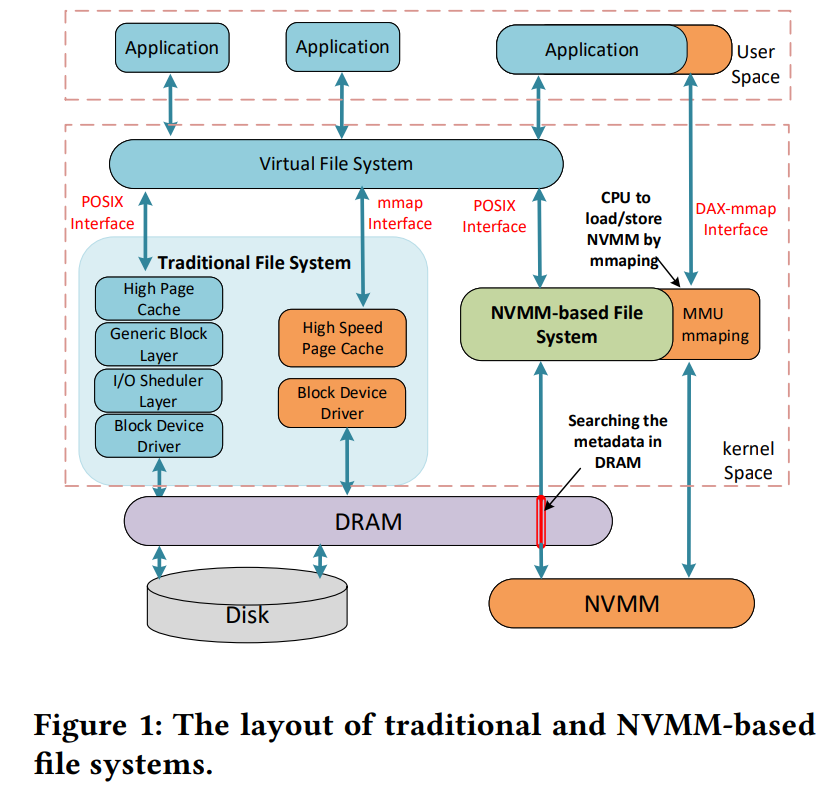 Application
Application
Application
User
Space
Virtual File System
POSIX
Interface
mmap
Interface
POSIX
Interface
CPU to
load/store
NVMM by
mmaping
DAX-mmap
Interface
Traditional File System
High Page
Cache
Generic Block
Layer
I/O Sheduler
Layer
Block Device
Driver
High Speed
Page Cache
Block Device
Driver
NVMM-based File
System
MMU
mmaping
Searching the
metadata in
DRAM
kernel
Space
DRAM
Disk
NVMM
Figure 1: The layout of traditional and NVMM-based
file systems.